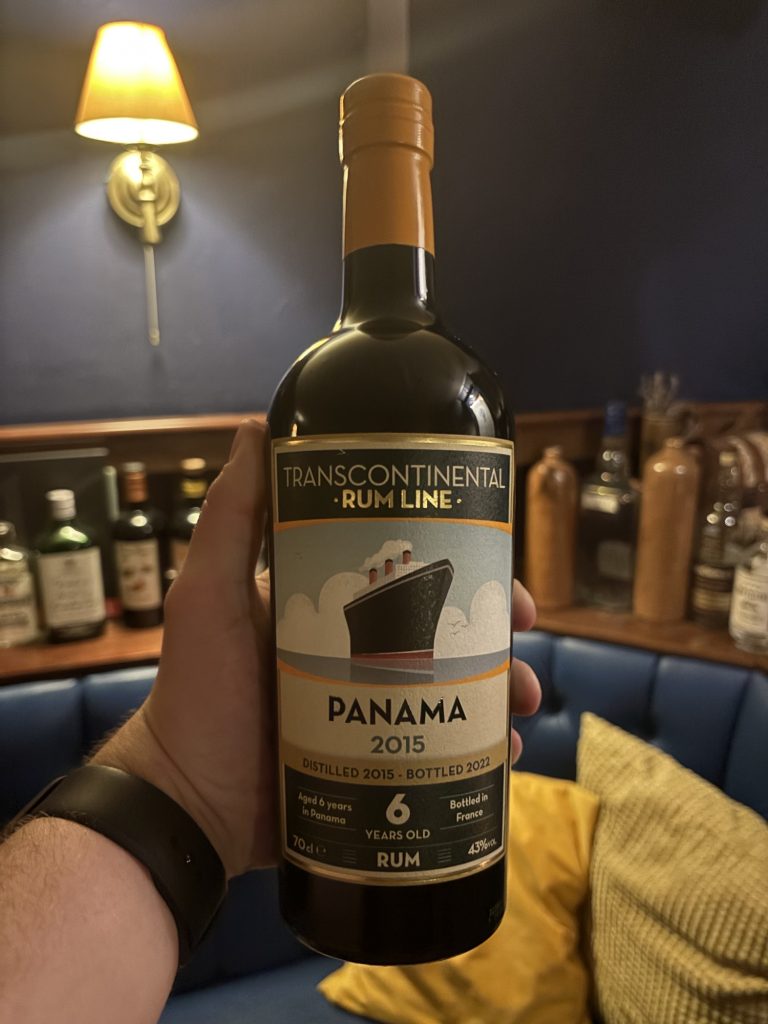 TRANSCONTINENTAL
· RUM LINE ·
PANAMA
2015
DISTILLED 2015 - BOTTLED 2022
Aged 6 years
in Panama
6
YEARS OLD
Bottled in
France
70cl e
RUM
43%VOL